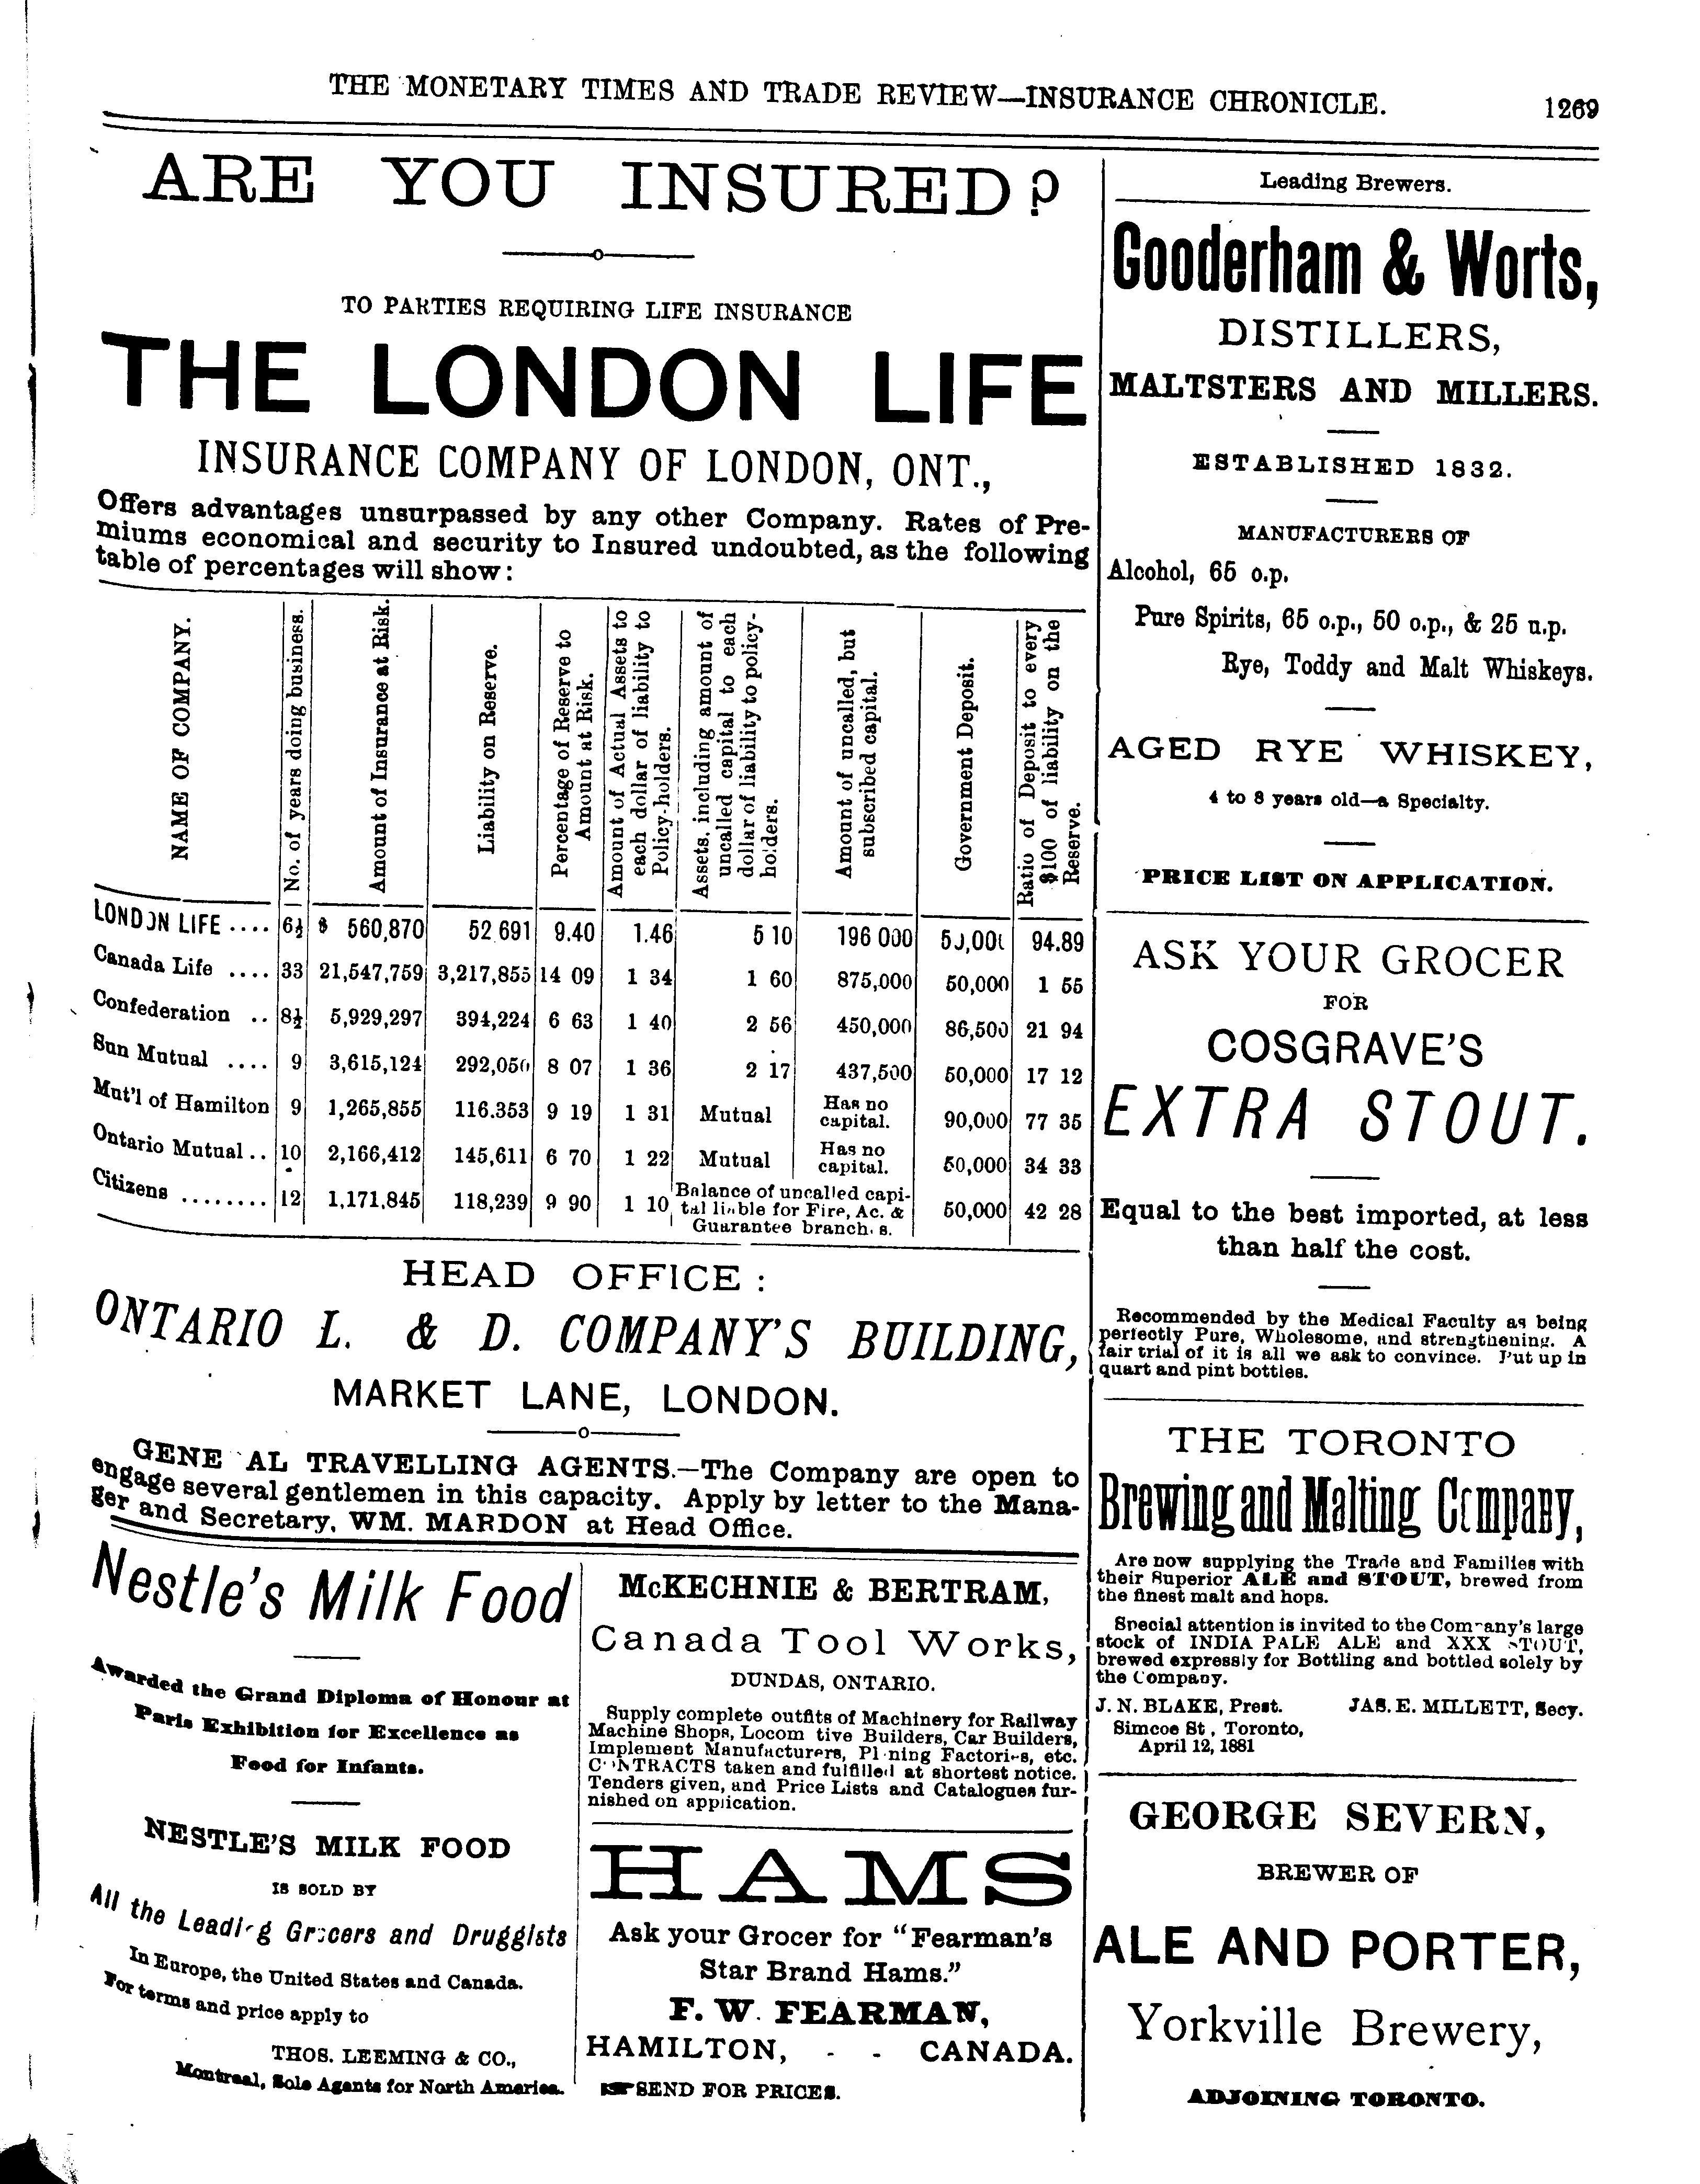 THE MONETARY TIMES AND TRADE REVIEW—INSURANCE CHRONICLE. 1269
ARE YOU INSURED?
TO PARTIES REQUIRING LIFE INSURANCE
THE LONDON LIFE
INSURANCE COMPANY OF LONDON, ONT.,
Offers advantages unsurpassed by any other Company. Rates of Pre-
miums economical and security to Insured undoubted, as the following
table of percentages will show:
NAME OF COMPANY.
No. of years doing business.
Amount of Insurance at Risk.
Liability on Reserve.
Percentage of Reserve to
Amount at Risk.
Amount of Actual Assets to
each dollar of liability to
Policy-holders.
Assets, including amount of
uncalled capital to each
dollar of liability to policy-
holders.
Amount of uncalled, but
subscribed capital.
Government Deposit.
Ratio of Deposit to every
$100 of liability on the
Reserve.
LONDON LIFE .... 6½ $ 560,870 52 691 9.40 1.46 5 10 196 000 50,000 94.89
Canada Life .... 33 21,547,759 3,217,855 14 09 1 34 1 60 875,000 50,000 1 55
Confederation .. 8½ 5,929,297 394,224 6 63 1 40 2 56 450,000 86,500 21 94
Sun Mutual .... 9 3,615,124 292,050 8 07 1 36 2 17 437,500 50,000 17 12
Mut'l of Hamilton 9 1,265,855 116.353 9 19 1 31 Mutual Has no capital. 90,000 77 35
Ontario Mutual .. 10 2,166,412 145,611 6 70 1 22 Mutual Has no capital. 50,000 34 33
Citizens ........ 12 1,171,845 118,239 9 90 1 10 Balance of uncalled capi-
tal liable for Fire, Ac. &
Guarantee branch s. 50,000 42 28
HEAD OFFICE:
ONTARIO L. & D. COMPANY'S BUILDING,
MARKET LANE, LONDON.
GENE AL TRAVELLING AGENTS.—The Company are open to
engage several gentlemen in this capacity. Apply by letter to the Mana-
ger and Secretary, WM. MARDON at Head Office.
Nestle's Milk Food
Awarded the Grand Diploma of Honour at
Paris Exhibition for Excellence as
Food for Infants.
NESTLE'S MILK FOOD
IS SOLD BY
All the Leading Grocers and Druggists
In Europe, the United States and Canada.
For terms and price apply to
THOS. LEEMING & CO.,
Montreal, Sole Agents for North America.
McKECHNIE & BERTRAM,
Canada Tool Works,
DUNDAS, ONTARIO.
Supply complete outfits of Machinery for Railway
Machine Shops, Locom tive Builders, Car Builders,
Implement Manufacturers, Pl ning Factories, etc.
CONTRACTS taken and fulfilled at shortest notice.
Tenders given, and Price Lists and Catalogues fur-
nished on application.
HAMS
Ask your Grocer for "Fearman's
Star Brand Hams."
F. W. FEARMAN,
HAMILTON, - - CANADA.
☞SEND FOR PRICES.
Leading Brewers.
Gooderham & Worts,
DISTILLERS,
MALTSTERS AND MILLERS.
ESTABLISHED 1832.
MANUFACTURERS OF
Alcohol, 65 o.p.
Pure Spirits, 65 o.p., 50 o.p., & 25 u.p.
Rye, Toddy and Malt Whiskeys.
AGED RYE WHISKEY,
4 to 8 years old—a Specialty.
PRICE LIST ON APPLICATION.
ASK YOUR GROCER
FOR
COSGRAVE'S
EXTRA STOUT.
Equal to the best imported, at less
than half the cost.
Recommended by the Medical Faculty as being
perfectly Pure, Wholesome, and strengthening. A
fair trial of it is all we ask to convince. Put up in
quart and pint bottles.
THE TORONTO
Brewing and Malting Company,
Are now supplying the Trade and Families with
their Superior ALE and STOUT, brewed from
the finest malt and hops.
Special attention is invited to the Company's large
stock of INDIA PALE ALE and XXX STOUT,
brewed expressly for Bottling and bottled solely by
the Company.
J. N. BLAKE, Prest. JAS. E. MILLETT, Secy.
Simcoe St, Toronto,
April 12, 1881
GEORGE SEVERN,
BREWER OF
ALE AND PORTER,
Yorkville Brewery,
ADJOINING TORONTO.